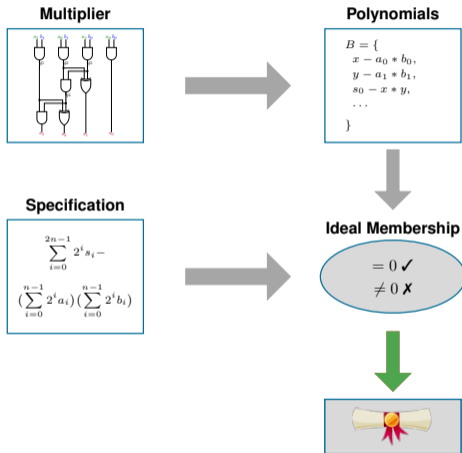 Multiplier
Polynomials
B = {
x − a₀ * b₀,
y − a₁ * b₁,
s₀ − x * y,
...
}
Specification
Ideal Membership
2n−1
∑ 2ⁱsᵢ−
i=0
n−1 n−1
(∑ 2ⁱaᵢ)(∑ 2ⁱbᵢ)
i=0 i=0
= 0 ✓
≠ 0 ✗